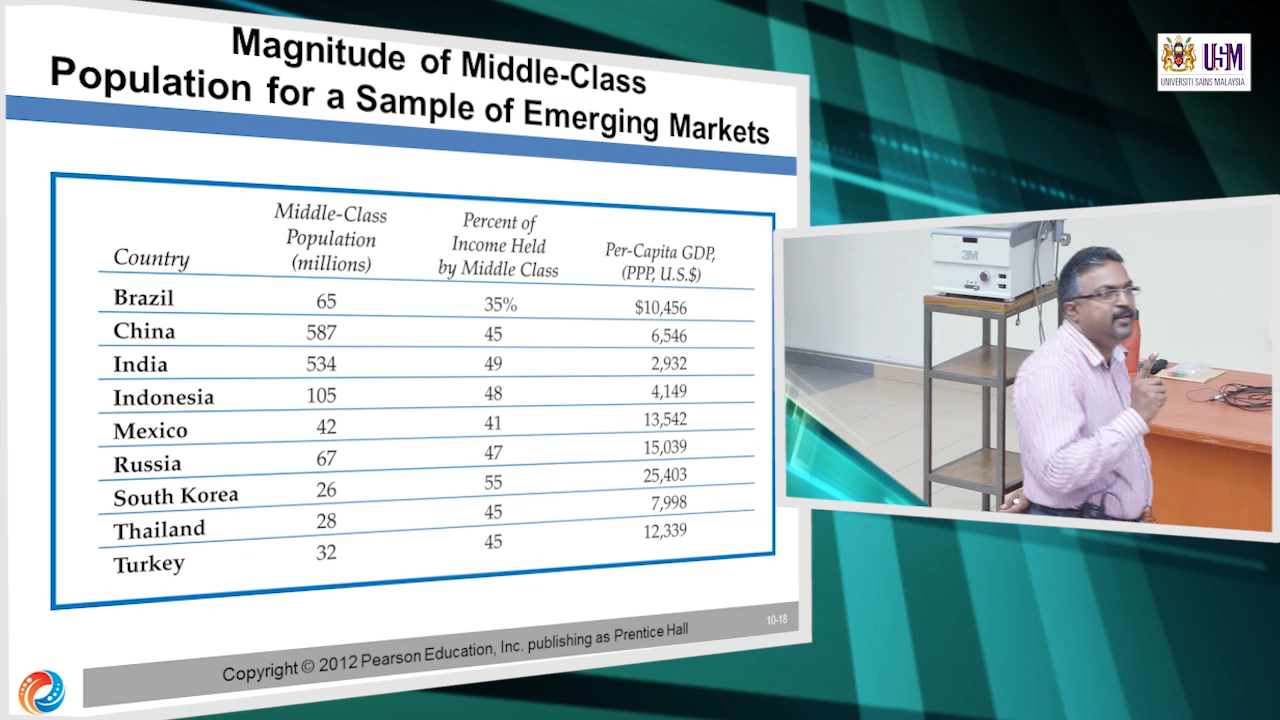 Magnitude of Middle-Class
Population for a Sample of Emerging Markets
Country Middle-Class Population (millions) Percent of Income Held by Middle Class Per-Capita GDP, (PPP, U.S.$)
Brazil 65 35% $10,456
China 587 45 6,546
India 534 49 2,932
Indonesia 105 48 4,149
Mexico 42 41 13,542
Russia 67 47 15,039
South Korea 26 55 25,403
Thailand 28 45 7,998
Turkey 32 45 12,339
10-18
Copyright © 2012 Pearson Education, Inc. publishing as Prentice Hall
USM
UNIVERSITI SAINS MALAYSIA
3M